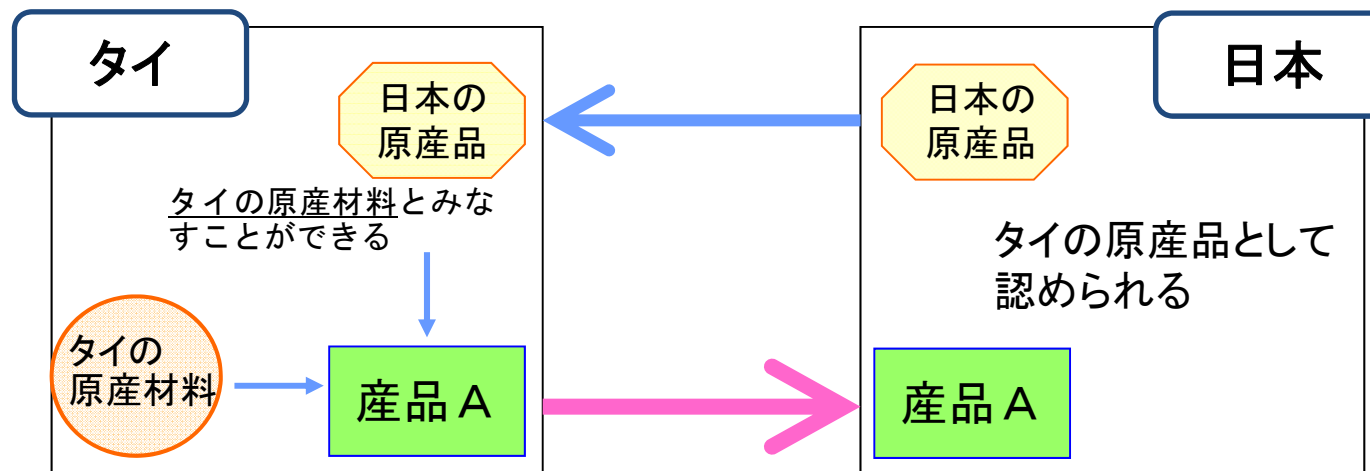 タイ
日本
日本の
原産品
日本の
原産品
タイの原産材料とみな
すことができる
タイの原産品として
認められる
タイの
原産材料
産品A
産品A